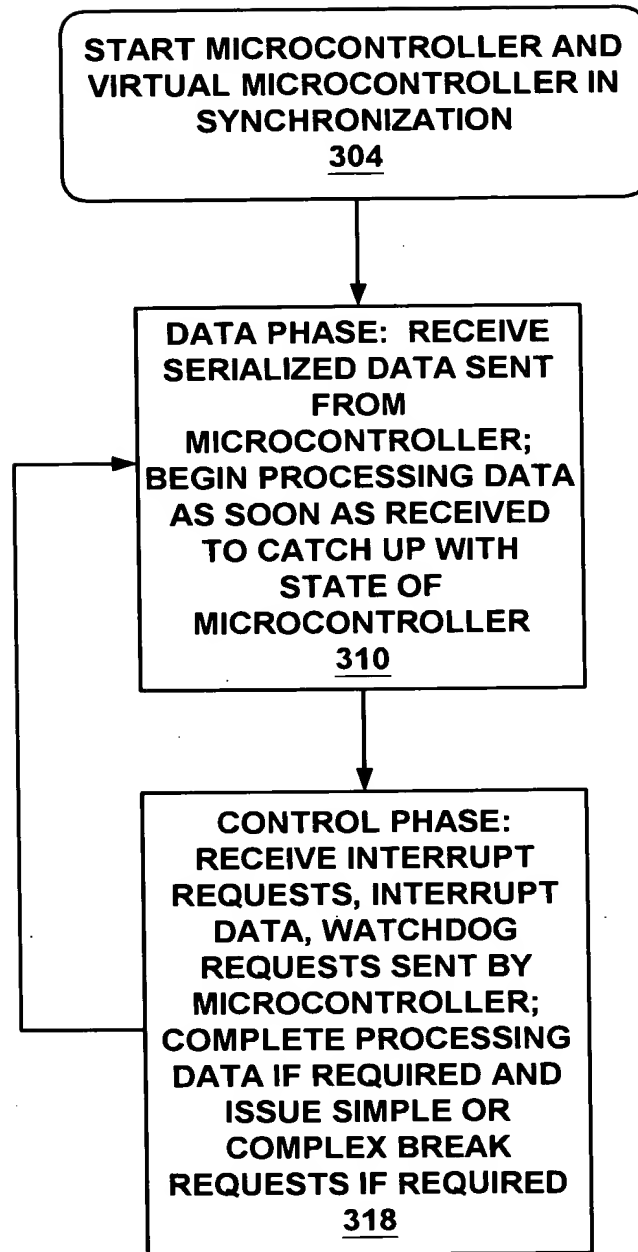 START MICROCONTROLLER AND
VIRTUAL MICROCONTROLLER IN
SYNCHRONIZATION
304
DATA PHASE: RECEIVE
SERIALIZED DATA SENT
FROM
MICROCONTROLLER;
BEGIN PROCESSING DATA
AS SOON AS RECEIVED
TO CATCH UP WITH
STATE OF
MICROCONTROLLER
310
CONTROL PHASE:
RECEIVE INTERRUPT
REQUESTS, INTERRUPT
DATA, WATCHDOG
REQUESTS SENT BY
MICROCONTROLLER;
COMPLETE PROCESSING
DATA IF REQUIRED AND
ISSUE SIMPLE OR
COMPLEX BREAK
REQUESTS IF REQUIRED
318